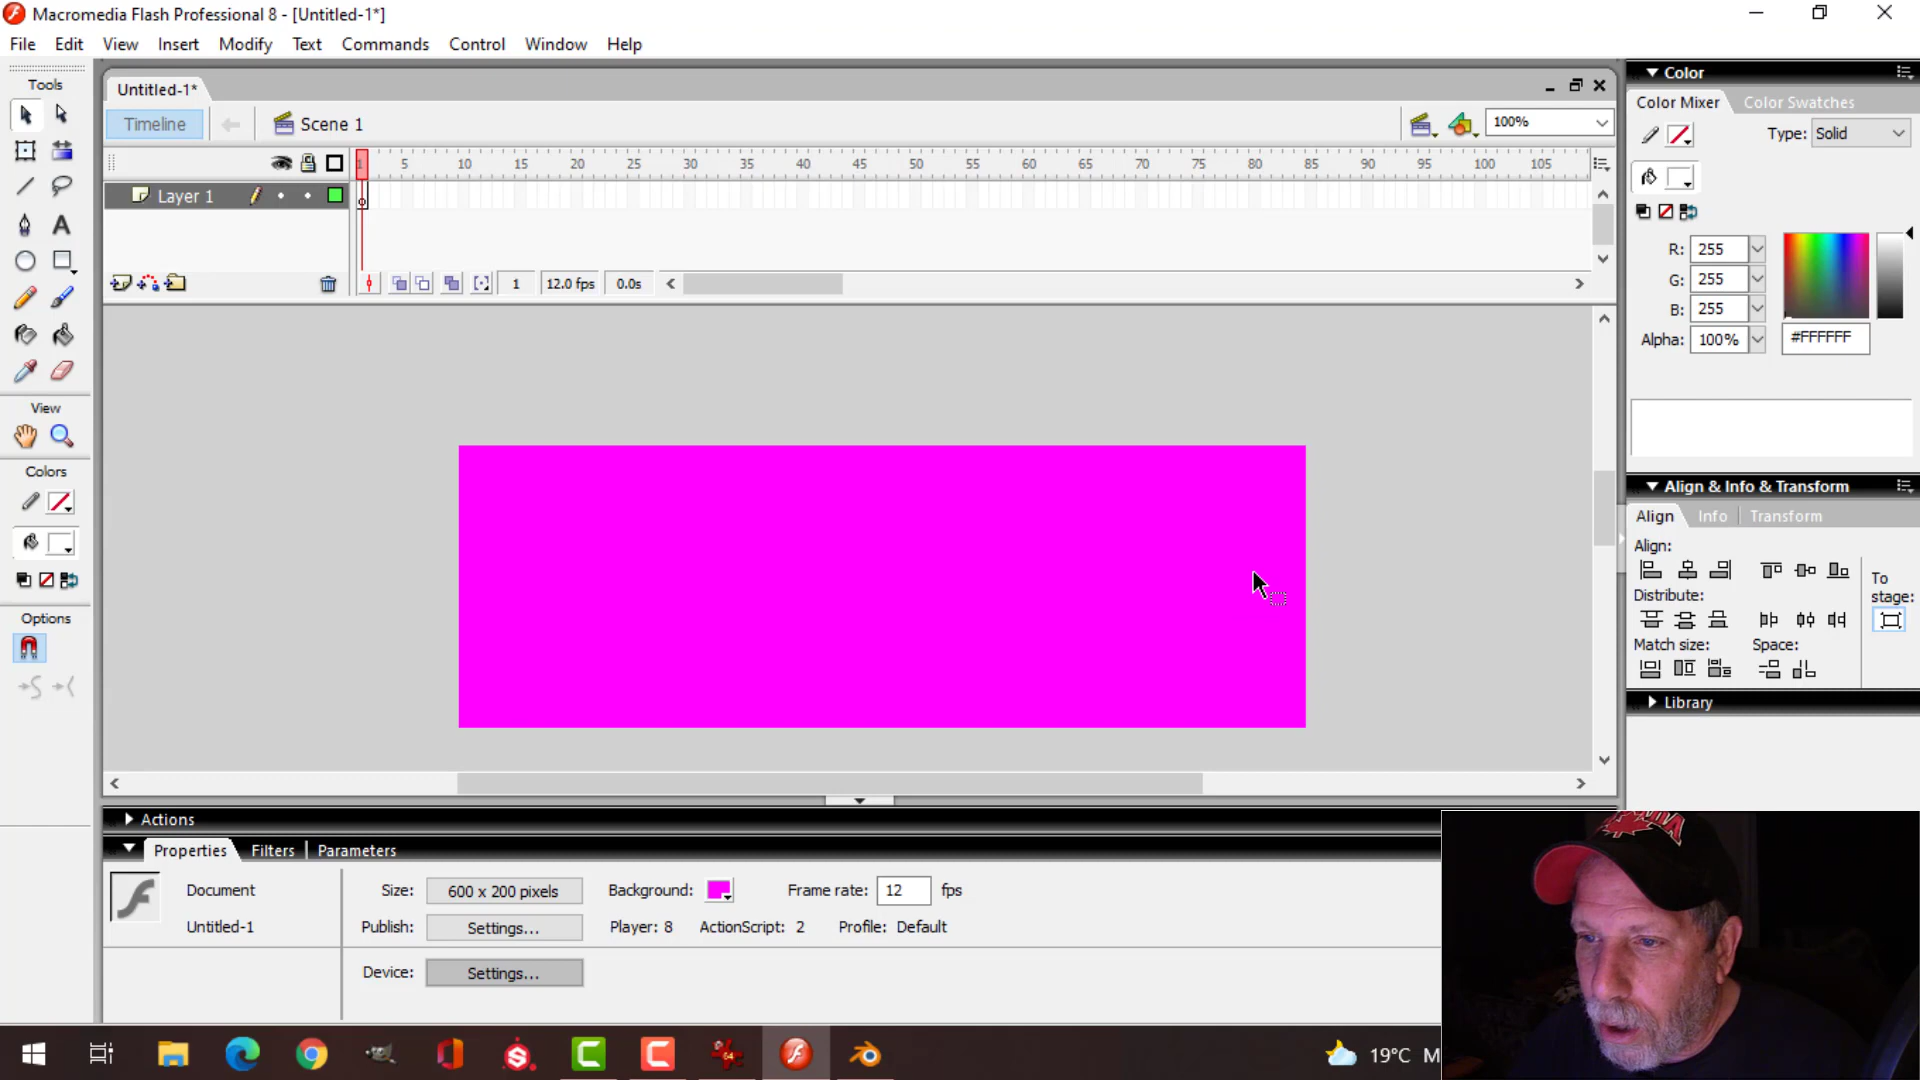 Macromedia Flash Professional 8 - [Untitled-1*]
File Edit View Insert Modify Text Commands Control Window Help
Tools
Untitled-1*
Timeline
Scene 1
100%
1 5 10 15 20 25 30 35 40 45 50 55 60 65 70 75 80 85 90 95 100 105
Layer 1
1 12.0 fps 0.0s
View
Colors
Options
Color
Color Mixer Color Swatches
Type: Solid
R: 255
G: 255
B: 255
Alpha: 100% #FFFFFF
Align & Info & Transform
Align Info Transform
Align:
To stage:
Distribute:
Match size: Space:
Library
Actions
Properties Filters Parameters
Document
Untitled-1
Size: 600 x 200 pixels Background: Frame rate: 12 fps
Publish: Settings... Player: 8 ActionScript: 2 Profile: Default
Device: Settings...
19°C M